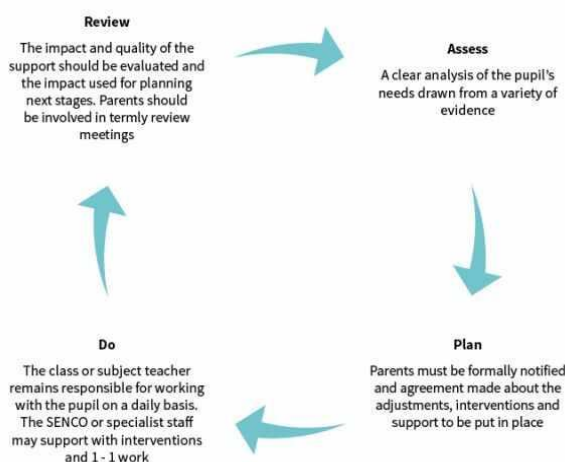 Review
The impact and quality of the
support should be evaluated and
the impact used for planning
next stages. Parents should
be involved in termly review
meetings
Assess
A clear analysis of the pupil's
needs drawn from a variety of
evidence
Plan
Parents must be formally notified
and agreement made about the
adjustments, interventions and
support to be put in place
Do
The class or subject teacher
remains responsible for working
with the pupil on a daily basis.
The SENCO or specialist staff
may support with interventions
and 1 - 1 work